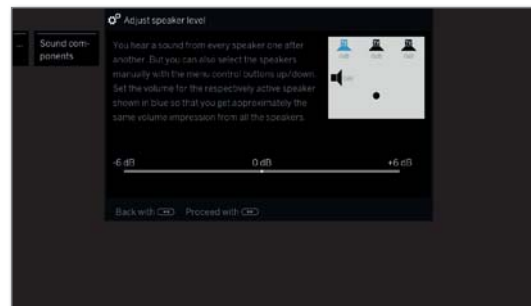 Adjust speaker level
...
Sound com-
ponents
You hear a sound from every speaker one after
another. But you can also select the speakers
manually with the menu control buttons up/down.
Set the volume for the respectively active speaker
shown in blue so that you get approximately the
same volume impression from all the speakers.
-6 dB 0 dB +6 dB
Back with Proceed with